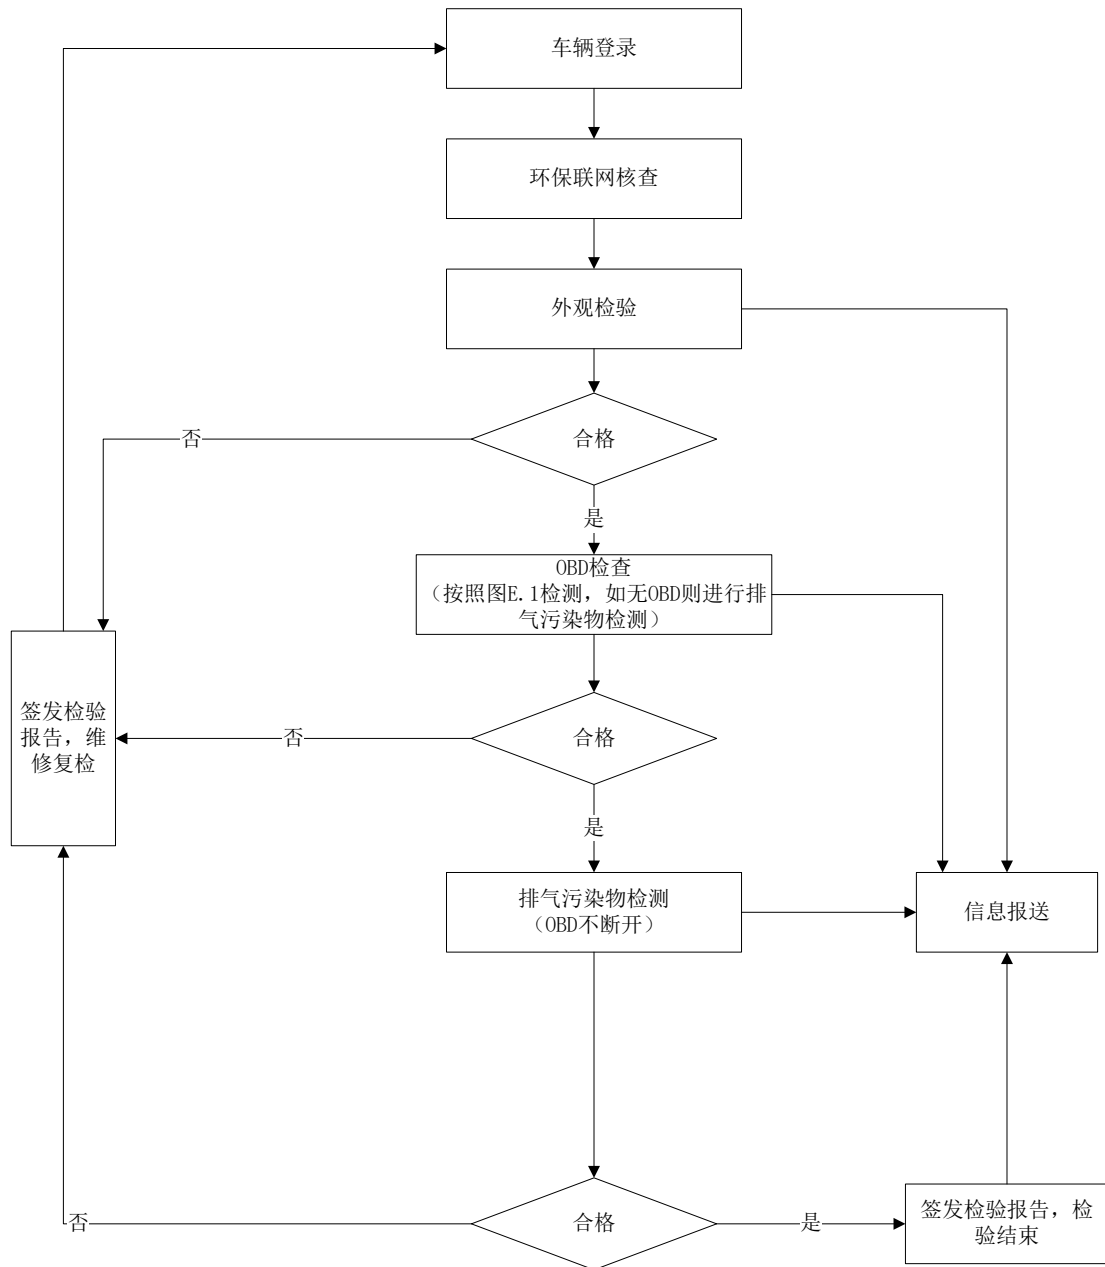 车辆登录
环保联网核查
外观检验
合格
否
是
OBD检查
（按照图E.1检测，如无OBD则进行排
气污染物检测）
签发检验
报告，维
修复检
否
合格
是
排气污染物检测
（OBD不断开）
信息报送
否
合格
是
签发检验报告，检
验结束